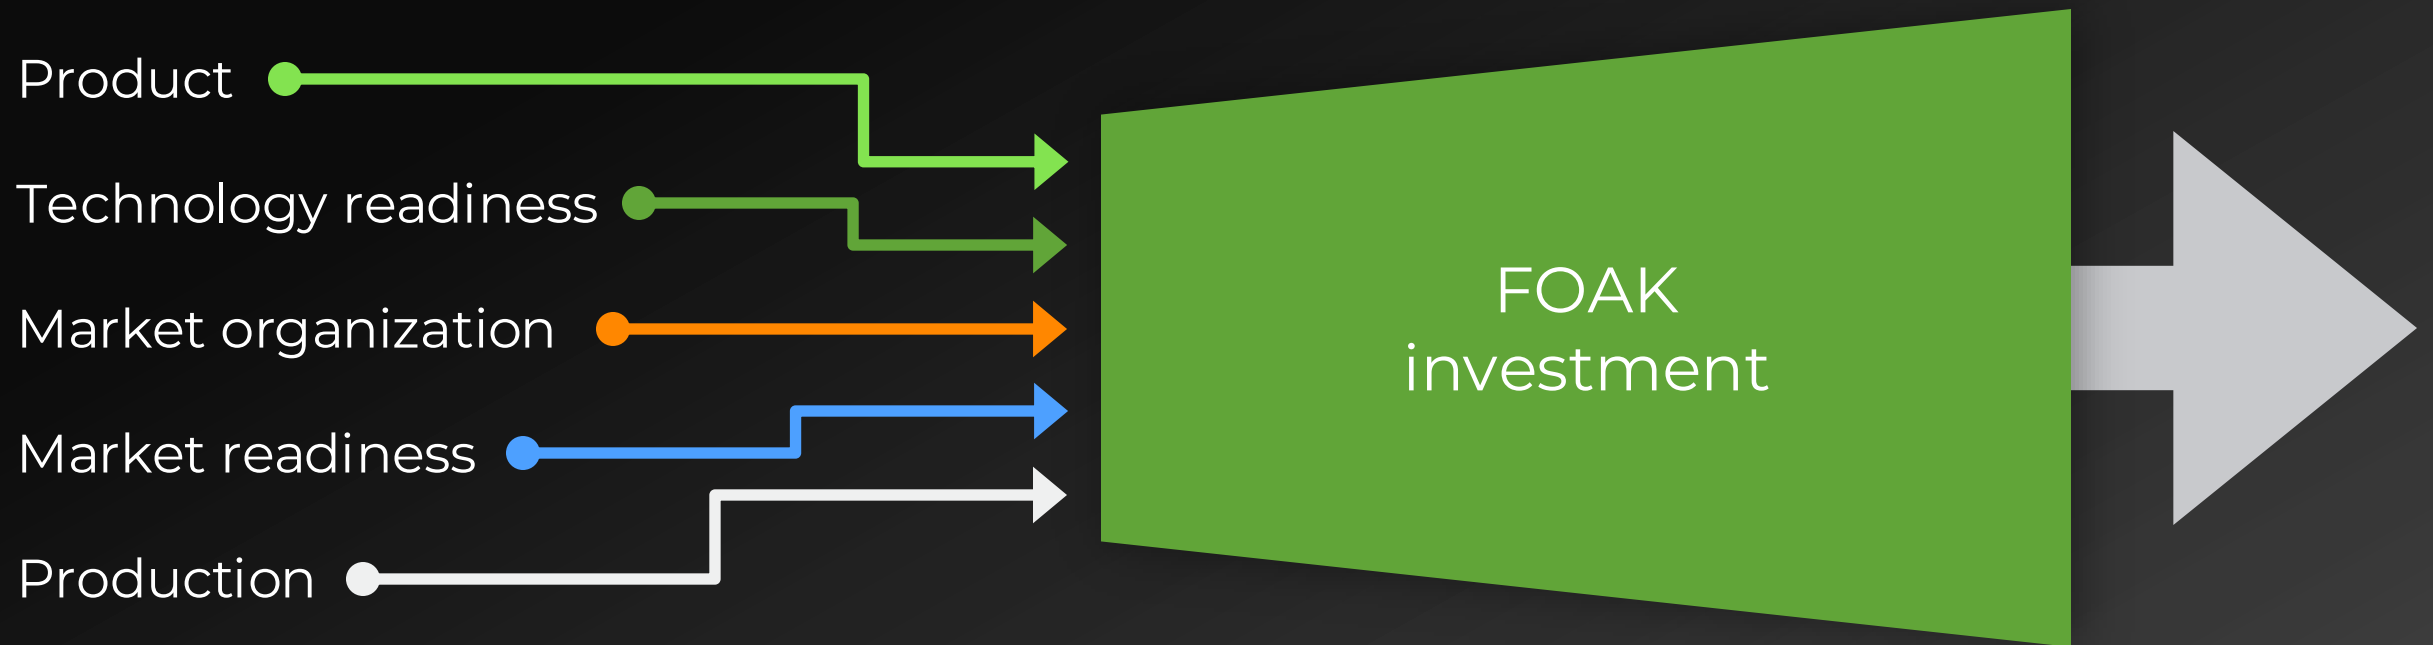 Product
Technology readiness
Market organization
Market readiness
Production
FOAK
investment